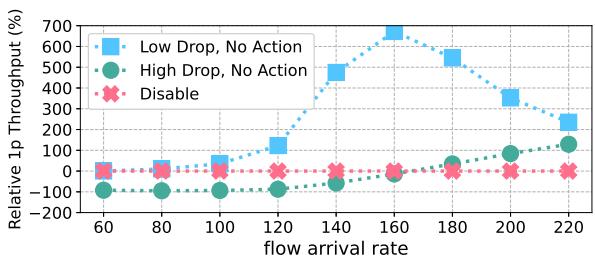 Relative 1p Throughput (%)
700
600
500
400
300
200
100
0
−100
−200
Low Drop, No Action
High Drop, No Action
Disable
60 80 100 120 140 160 180 200 220
flow arrival rate